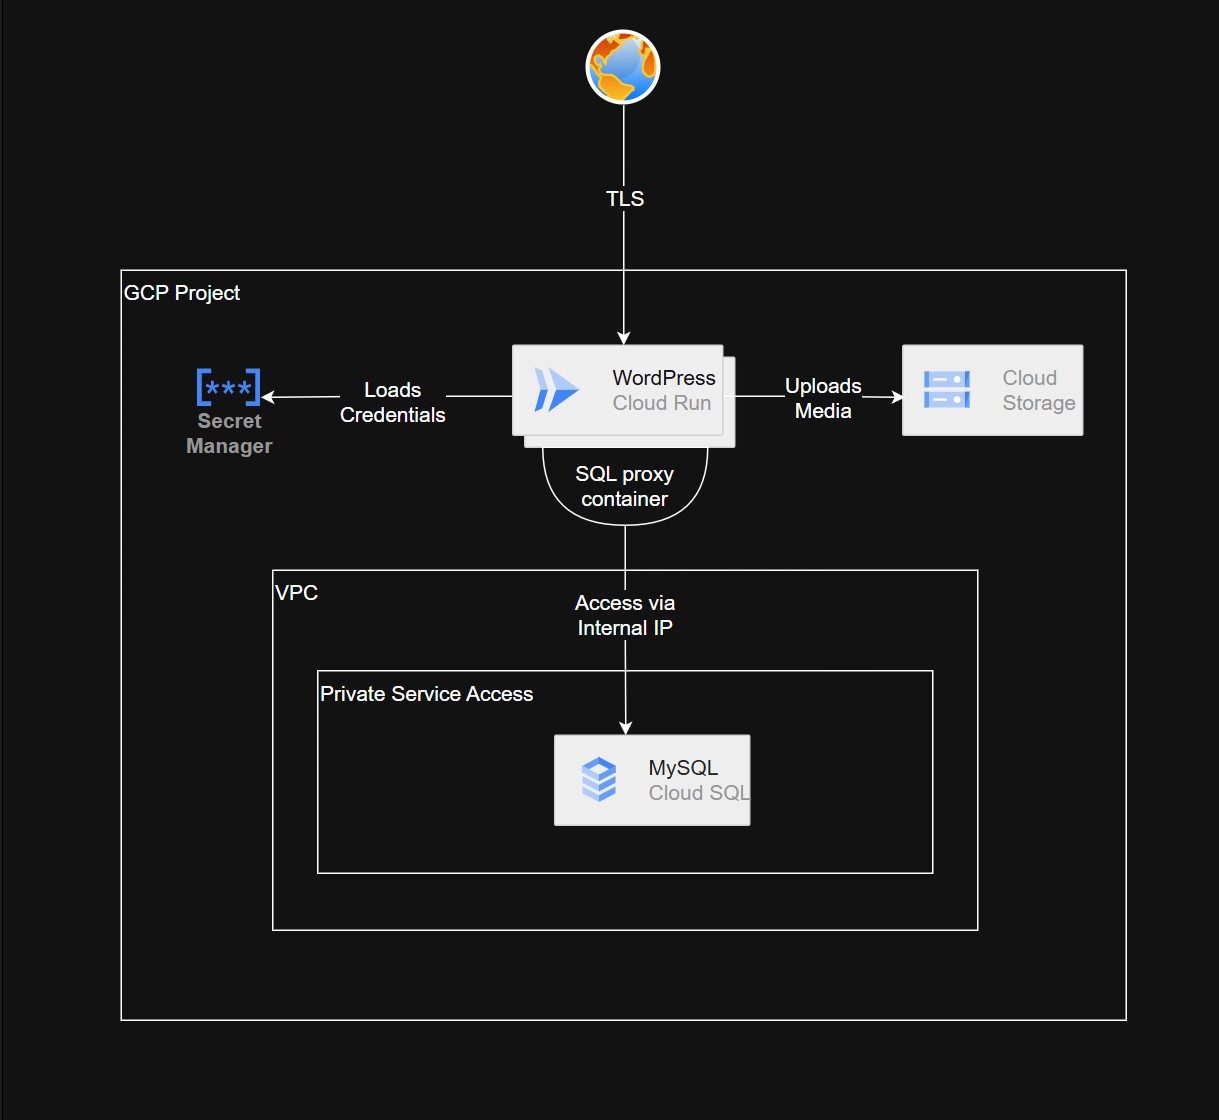 TLS
GCP Project
[***]
Secret
Manager
Loads
Credentials
WordPress
Cloud Run
Uploads
Media
Cloud
Storage
SQL proxy
container
VPC
Access via
Internal IP
Private Service Access
MySQL
Cloud SQL